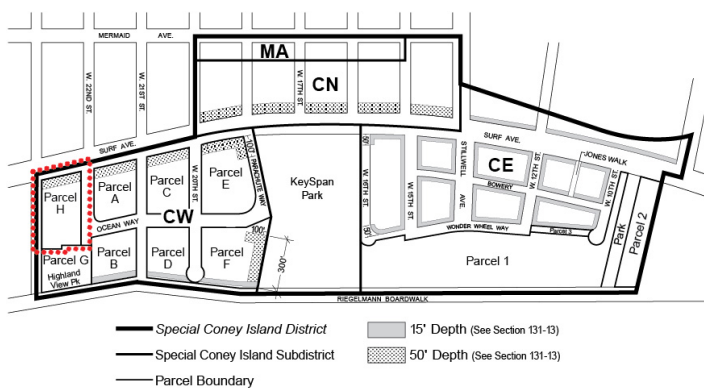 MERMAID AVE.
MA
CN
W. 22ND ST.
W. 21ST ST.
W. 17TH ST.
SURF AVE.
W. 20TH ST.
100'
PARACHUTE WAY
50'
SURF AVE.
JONES WALK
Parcel H
Parcel A
Parcel C
Parcel E
KeySpan Park
W. 16TH ST.
W. 15TH ST.
STILLWELL AVE.
CE
BOWERY
W. 12TH ST.
W. 10TH ST.
OCEAN WAY
CW
100'
50'
WONDER WHEEL WAY
Parcel 3
Park
Parcel 2
Parcel G
Highland View Pk
Parcel B
Parcel D
Parcel F
300'
Parcel 1
RIEGELMANN BOARDWALK
Special Coney Island District
15' Depth (See Section 131-13)
Special Coney Island Subdistrict
50' Depth (See Section 131-13)
Parcel Boundary